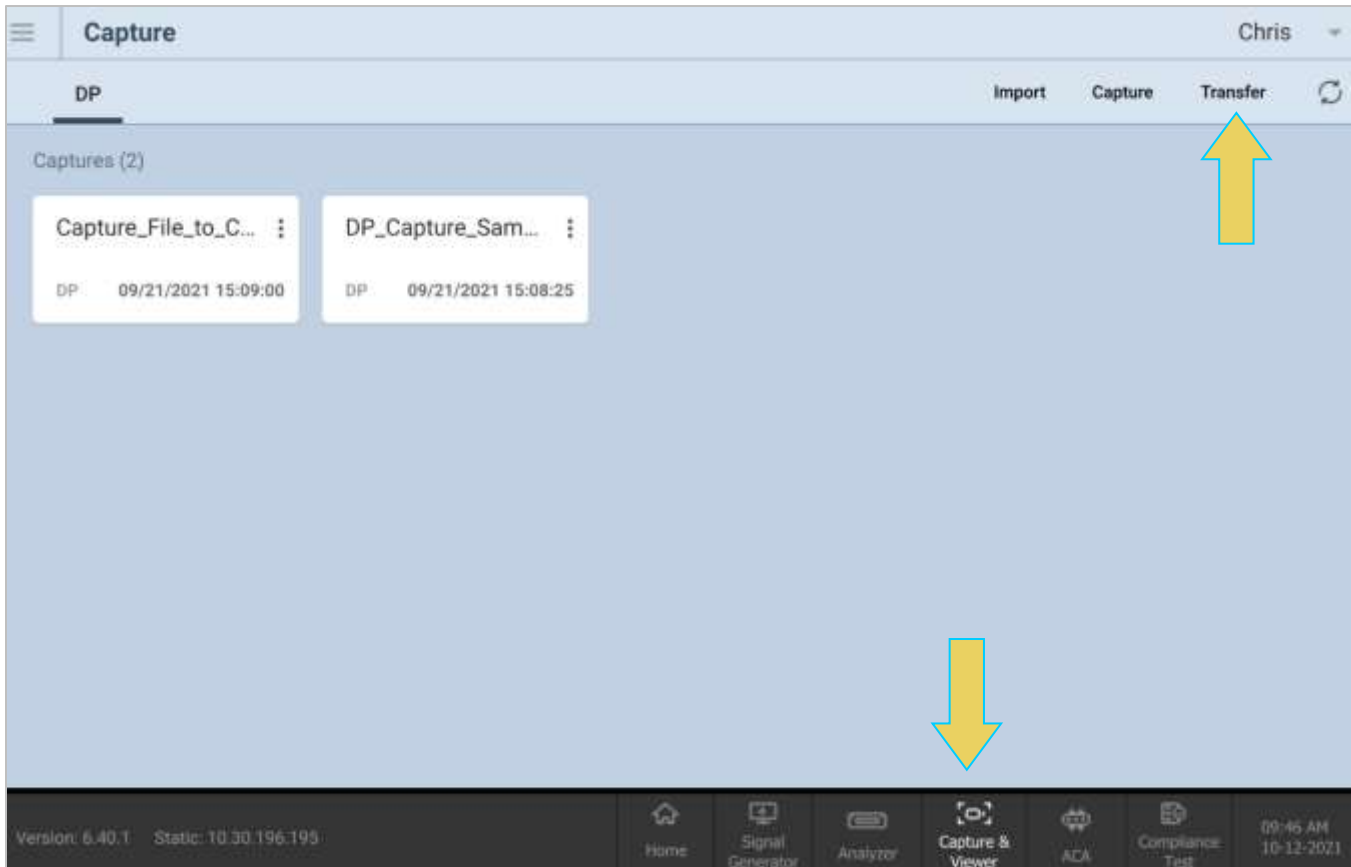 Capture
Chris
DP
Import
Capture
Transfer
Captures (2)
Capture_File_to_C...
DP_Capture_Sam...
DP 09/21/2021 15:09:00
DP 09/21/2021 15:08:25
Version: 6.40.1 Static: 10.30.196.195
Home
Signal
Generator
Analyzer
Capture &
Viewer
ACA
Compliance
Test
09:46 AM
10-12-2021